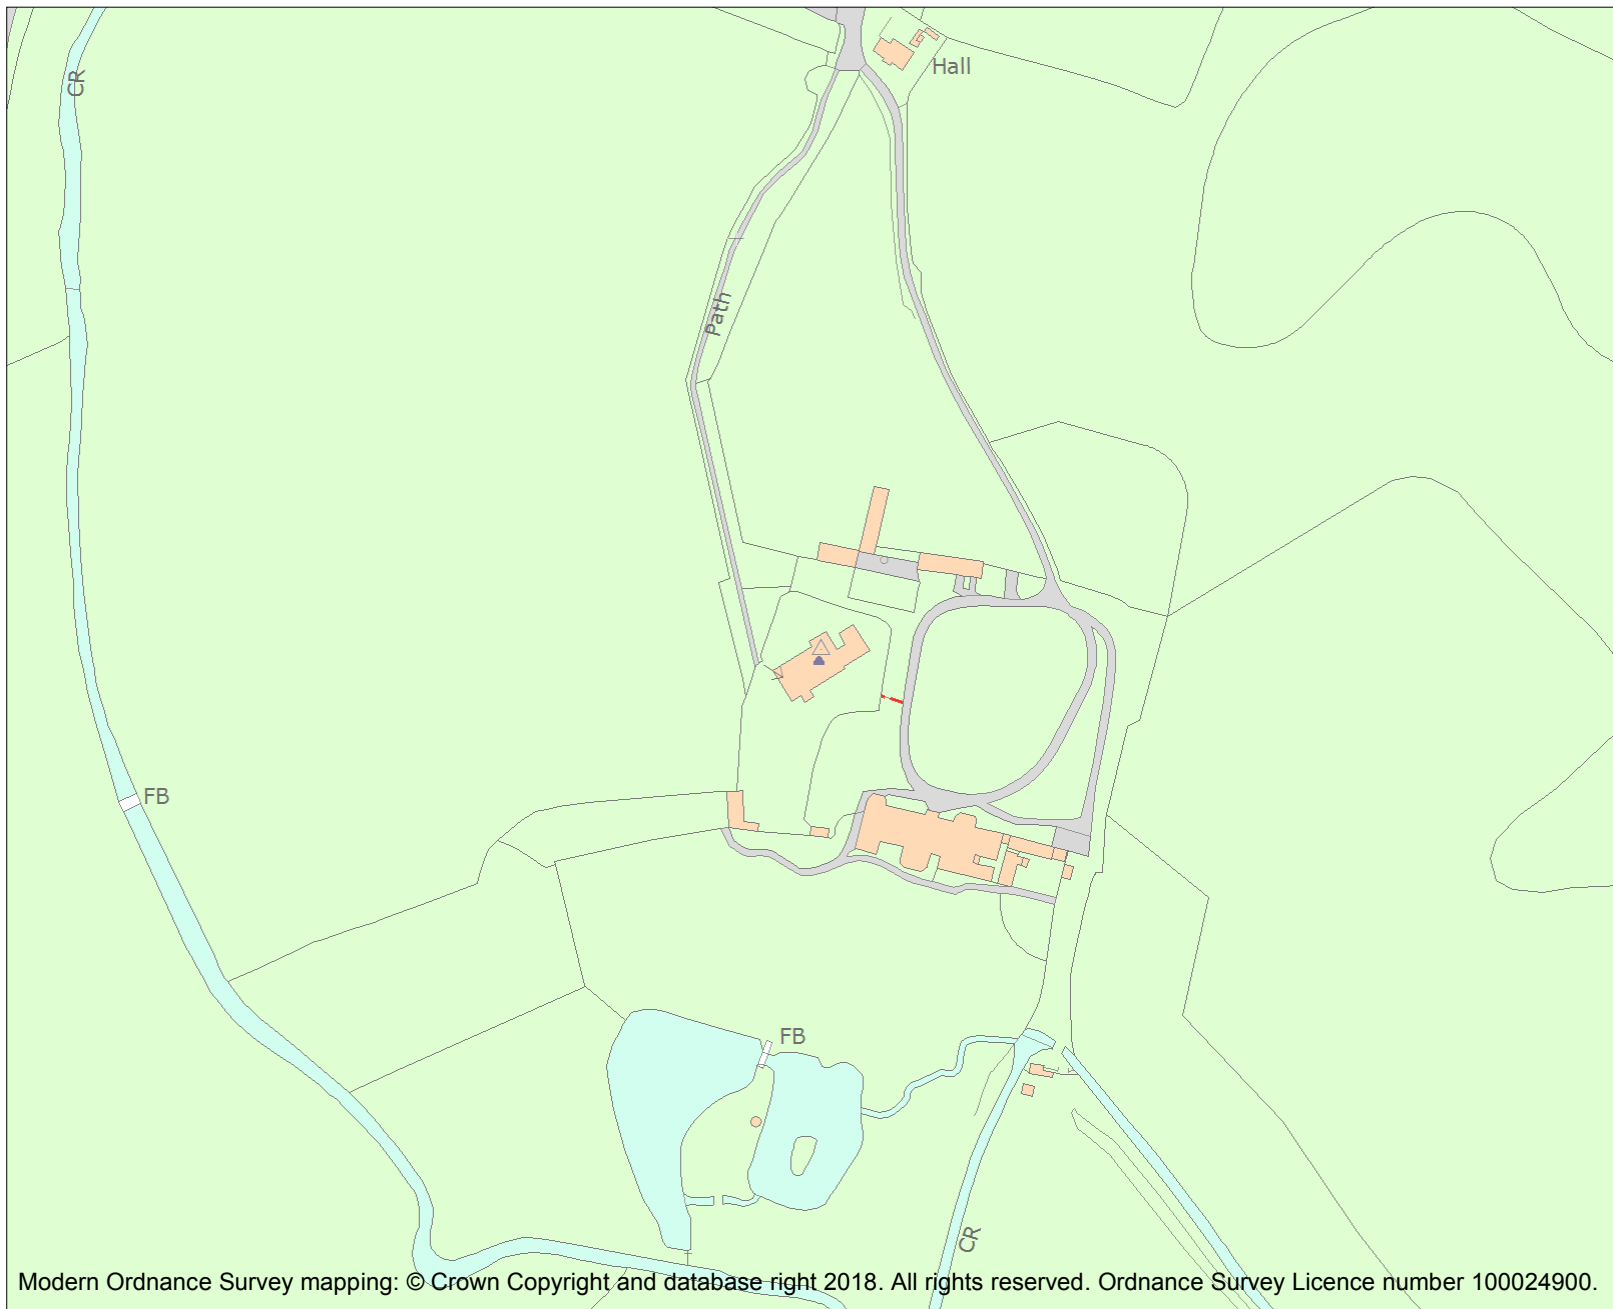 CR
Hall
Path
FB
FB
CR
Modern Ordnance Survey mapping: © Crown Copyright and database right 2018. All rights reserved. Ordnance Survey Licence number 100024900.